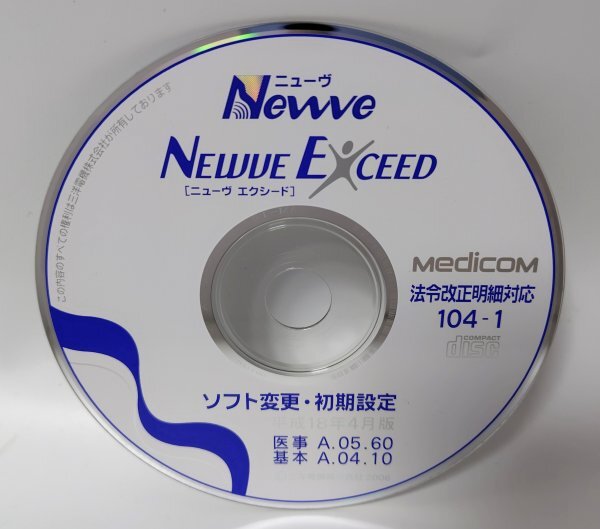 ニューヴ
Newve
NEWVE EXCEED
[ニューヴ エクシード]
この内容のすべての権利は三洋電機株式会社が所有しております
MEDICOM
法令改正明細対応
104-1
COMPACT
disc
ソフト変更・初期設定
平成18年4月版
医事 A.05.60
基本 A.04.10